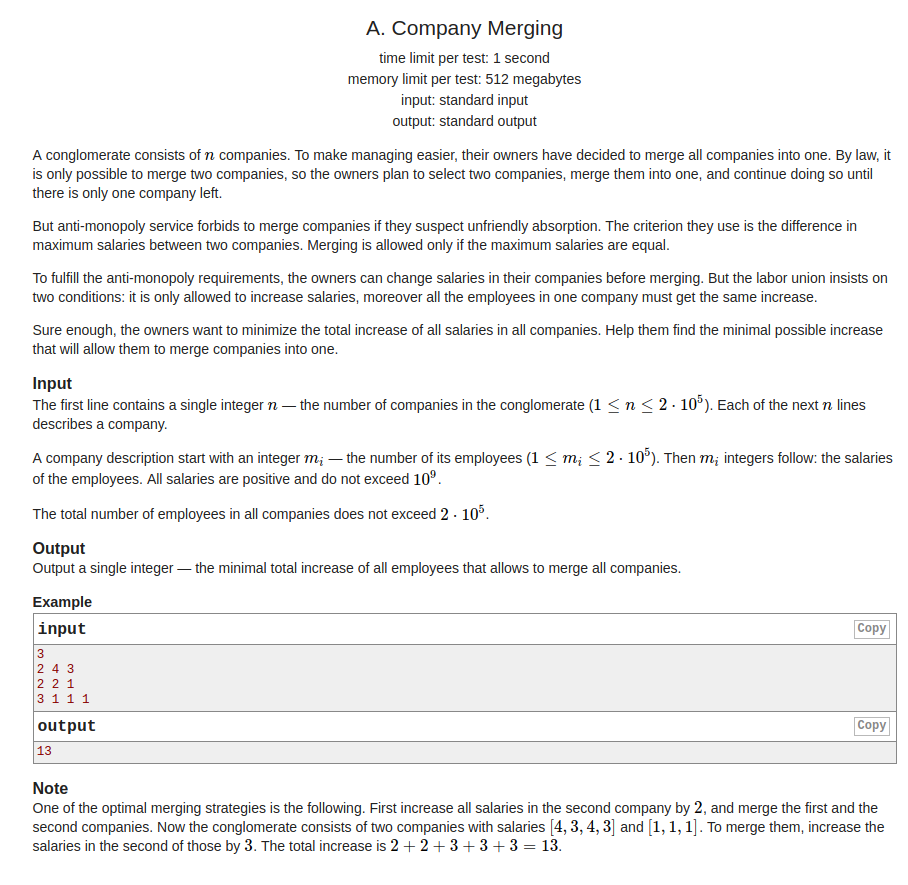 A. Company Merging
time limit per test: 1 second
memory limit per test: 512 megabytes
input: standard input
output: standard output
A conglomerate consists of n companies. To make managing easier, their owners have decided to merge all companies into one. By law, it
is only possible to merge two companies, so the owners plan to select two companies, merge them into one, and continue doing so until
there is only one company left.
But anti-monopoly service forbids to merge companies if they suspect unfriendly absorption. The criterion they use is the difference in
maximum salaries between two companies. Merging is allowed only if the maximum salaries are equal.
To fulfill the anti-monopoly requirements, the owners can change salaries in their companies before merging. But the labor union insists on
two conditions: it is only allowed to increase salaries, moreover all the employees in one company must get the same increase.
Sure enough, the owners want to minimize the total increase of all salaries in all companies. Help them find the minimal possible increase
that will allow them to merge companies into one.
Input
The first line contains a single integer n — the number of companies in the conglomerate (1 ≤ n ≤ 2 · 10⁵). Each of the next n lines
describes a company.
A company description start with an integer mᵢ — the number of its employees (1 ≤ mᵢ ≤ 2 · 10⁵). Then mᵢ integers follow: the salaries
of the employees. All salaries are positive and do not exceed 10⁹.
The total number of employees in all companies does not exceed 2 · 10⁵.
Output
Output a single integer — the minimal total increase of all employees that allows to merge all companies.
Example
input Copy
3
2 4 3
2 2 1
3 1 1 1
output Copy
13
Note
One of the optimal merging strategies is the following. First increase all salaries in the second company by 2, and merge the first and the
second companies. Now the conglomerate consists of two companies with salaries [4, 3, 4, 3] and [1, 1, 1]. To merge them, increase the
salaries in the second of those by 3. The total increase is 2 + 2 + 3 + 3 + 3 = 13.